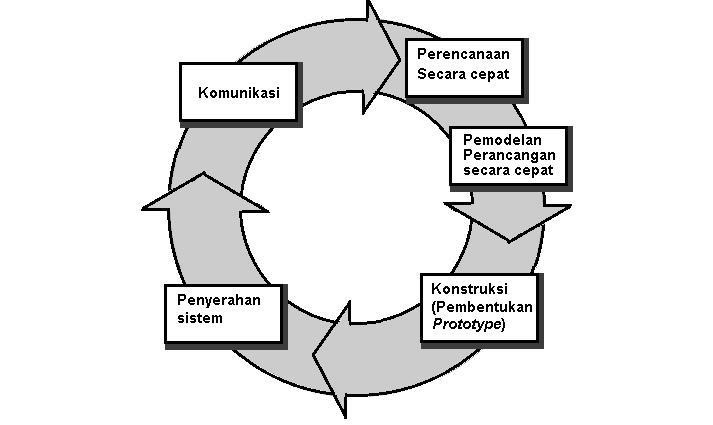 Komunikasi
Perencanaan
Secara cepat
Pemodelan
Perancangan
secara cepat
Konstruksi
(Pembentukan
Prototype)
Penyerahan
sistem